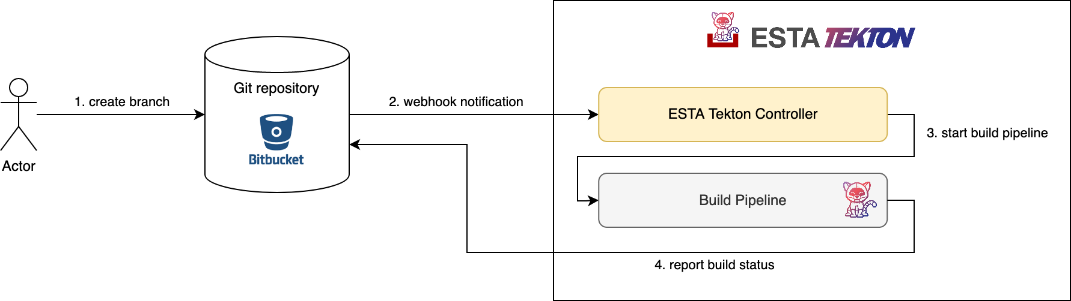 ESTA TEKTON
1. create branch
Git repository
2. webhook notification
ESTA Tekton Controller
3. start build pipeline
Bitbucket
Actor
Build Pipeline
4. report build status